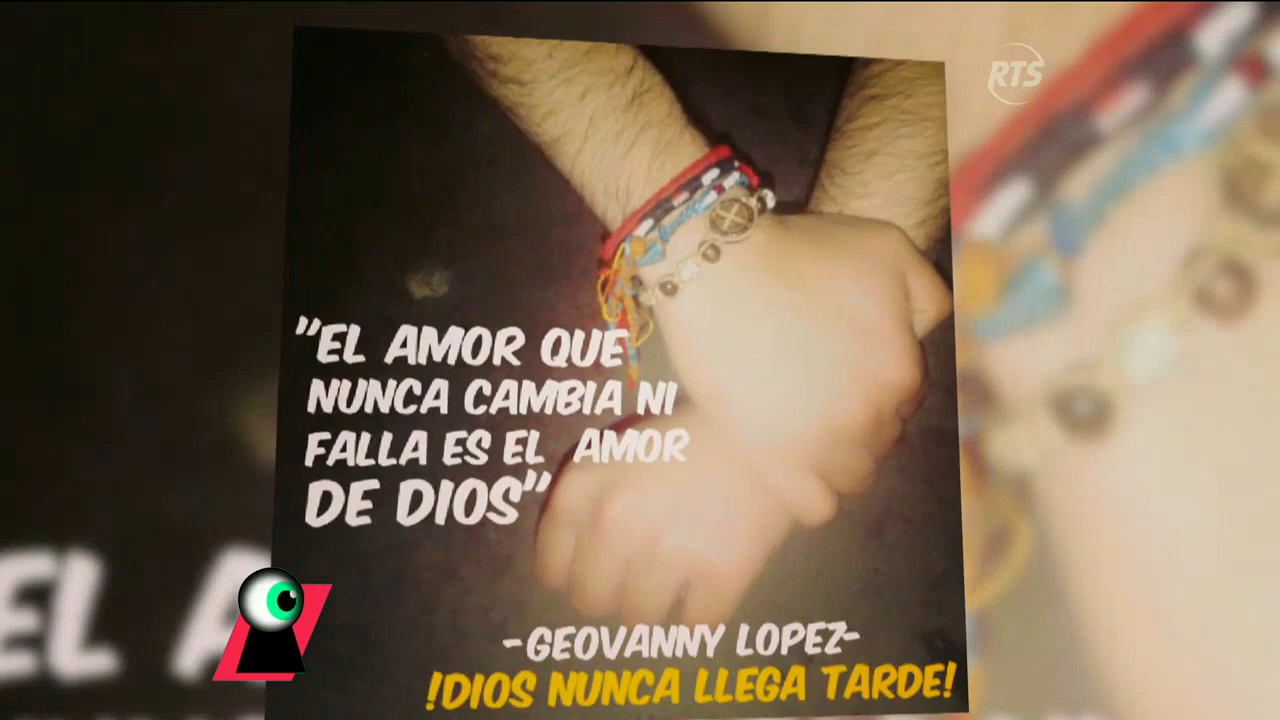 RTS
"EL AMOR QUE
NUNCA CAMBIA NI
FALLA ES EL AMOR
DE DIOS"
EL A
-GEOVANNY LOPEZ-
!DIOS NUNCA LLEGA TARDE!